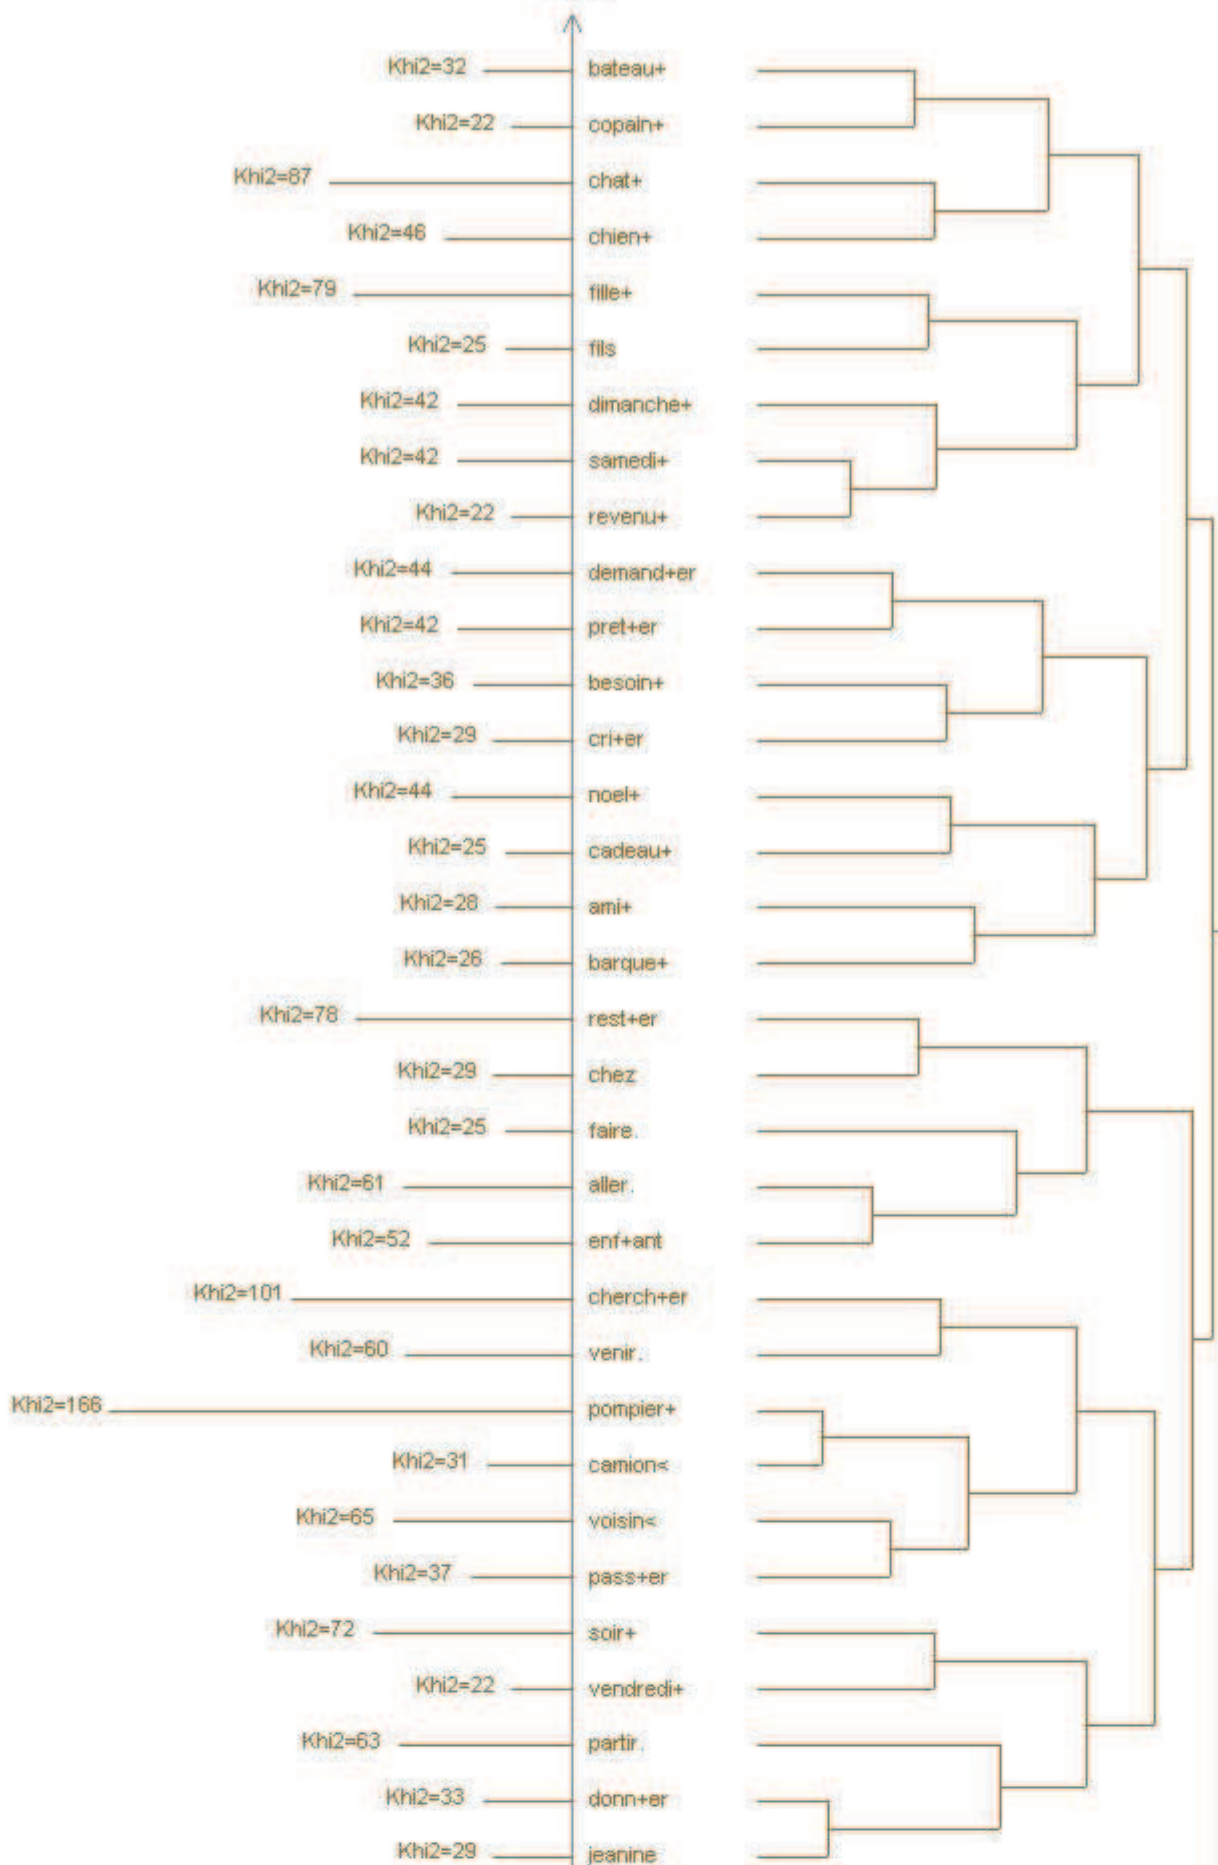 Khi2=32 bateau+
Khi2=22 copain+
Khi2=87 chat+
Khi2=46 chien+
Khi2=79 fille+
Khi2=25 fils
Khi2=42 dimanche+
Khi2=42 samedi+
Khi2=22 revenu+
Khi2=44 demand+er
Khi2=42 pret+er
Khi2=36 besoin+
Khi2=29 cri+er
Khi2=44 noel+
Khi2=25 cadeau+
Khi2=28 ami+
Khi2=26 barque+
Khi2=78 rest+er
Khi2=29 chez
Khi2=25 faire.
Khi2=61 aller.
Khi2=52 enf+ant
Khi2=101 cherch+er
Khi2=60 venir.
Khi2=166 pompier+
Khi2=31 camion<
Khi2=65 voisin<
Khi2=37 pass+er
Khi2=72 soir+
Khi2=22 vendredi+
Khi2=63 partir.
Khi2=33 donn+er
Khi2=29 jeanine